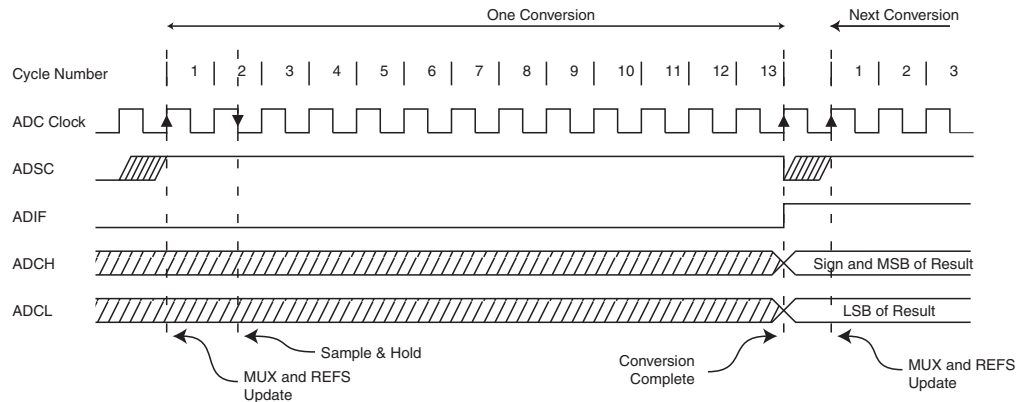 One Conversion
Next Conversion
Cycle Number 1 2 3 4 5 6 7 8 9 10 11 12 13 1 2 3
ADC Clock
ADSC
ADIF
ADCH
Sign and MSB of Result
ADCL
LSB of Result
Sample & Hold
MUX and REFS
Update
Conversion
Complete
MUX and REFS
Update